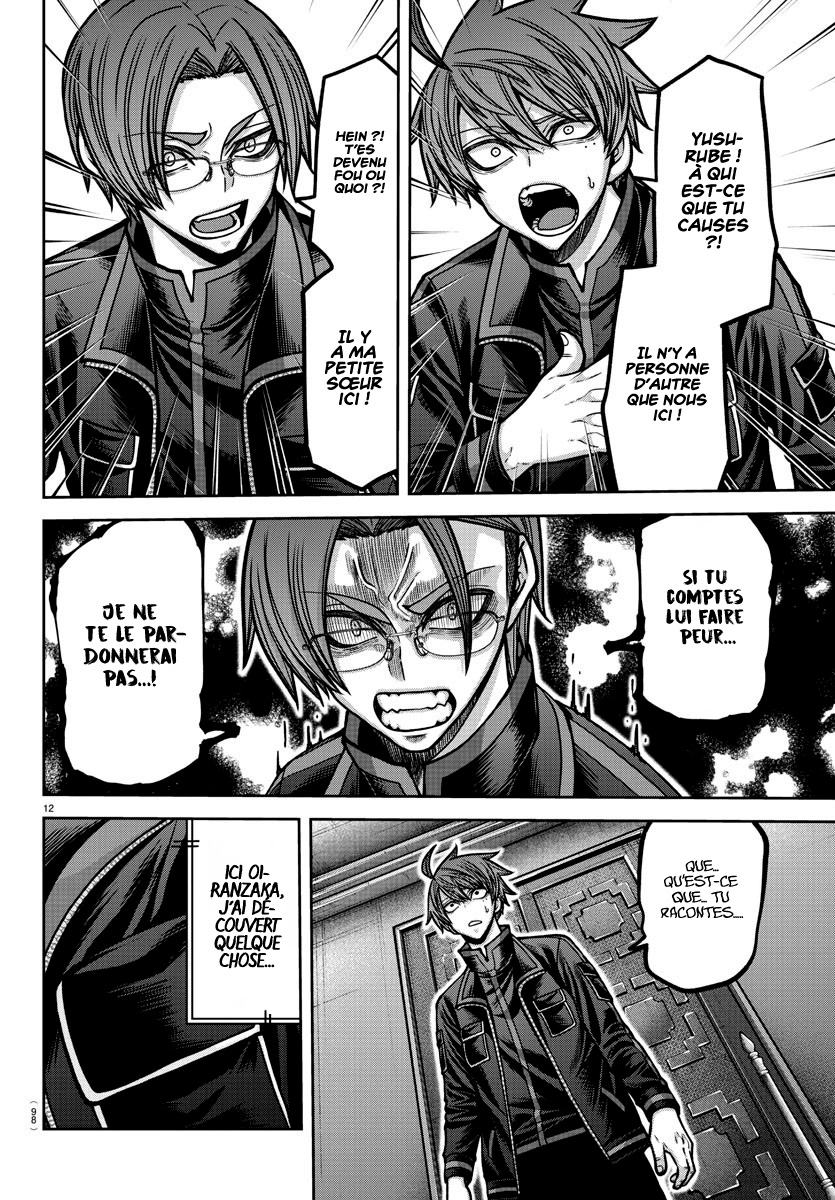 YUSU-
RUBE !
À QUI
EST-CE
QUE TU
CAUSES
?!
IL N'Y A
PERSONNE
D'AUTRE
QUE NOUS
ICI !
HEIN ?!
T'ES
DEVENU
FOU OU
QUOI ?!
IL Y
A MA
PETITE
SŒUR
ICI !
SI TU
COMPTES
LUI FAIRE
PEUR...
JE NE
TE LE PAR-
DONNERAI
PAS...!
12
QUE...
QU'EST-CE
QUE... TU
RACONTES....
ICI OI-
RANZAKA,
J'AI DÉ-
COUVERT
QUELQUE
CHOSE...
(98)